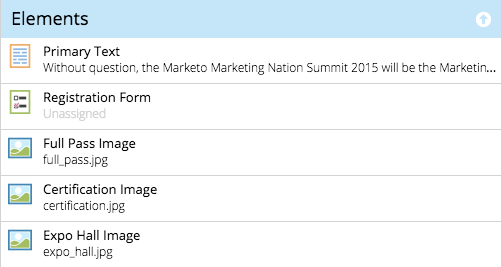 Elements
Primary Text
Without question, the Marketo Marketing Nation Summit 2015 will be the Marketin...
Registration Form
Unassigned
Full Pass Image
full_pass.jpg
Certification Image
certification.jpg
Expo Hall Image
expo_hall.jpg